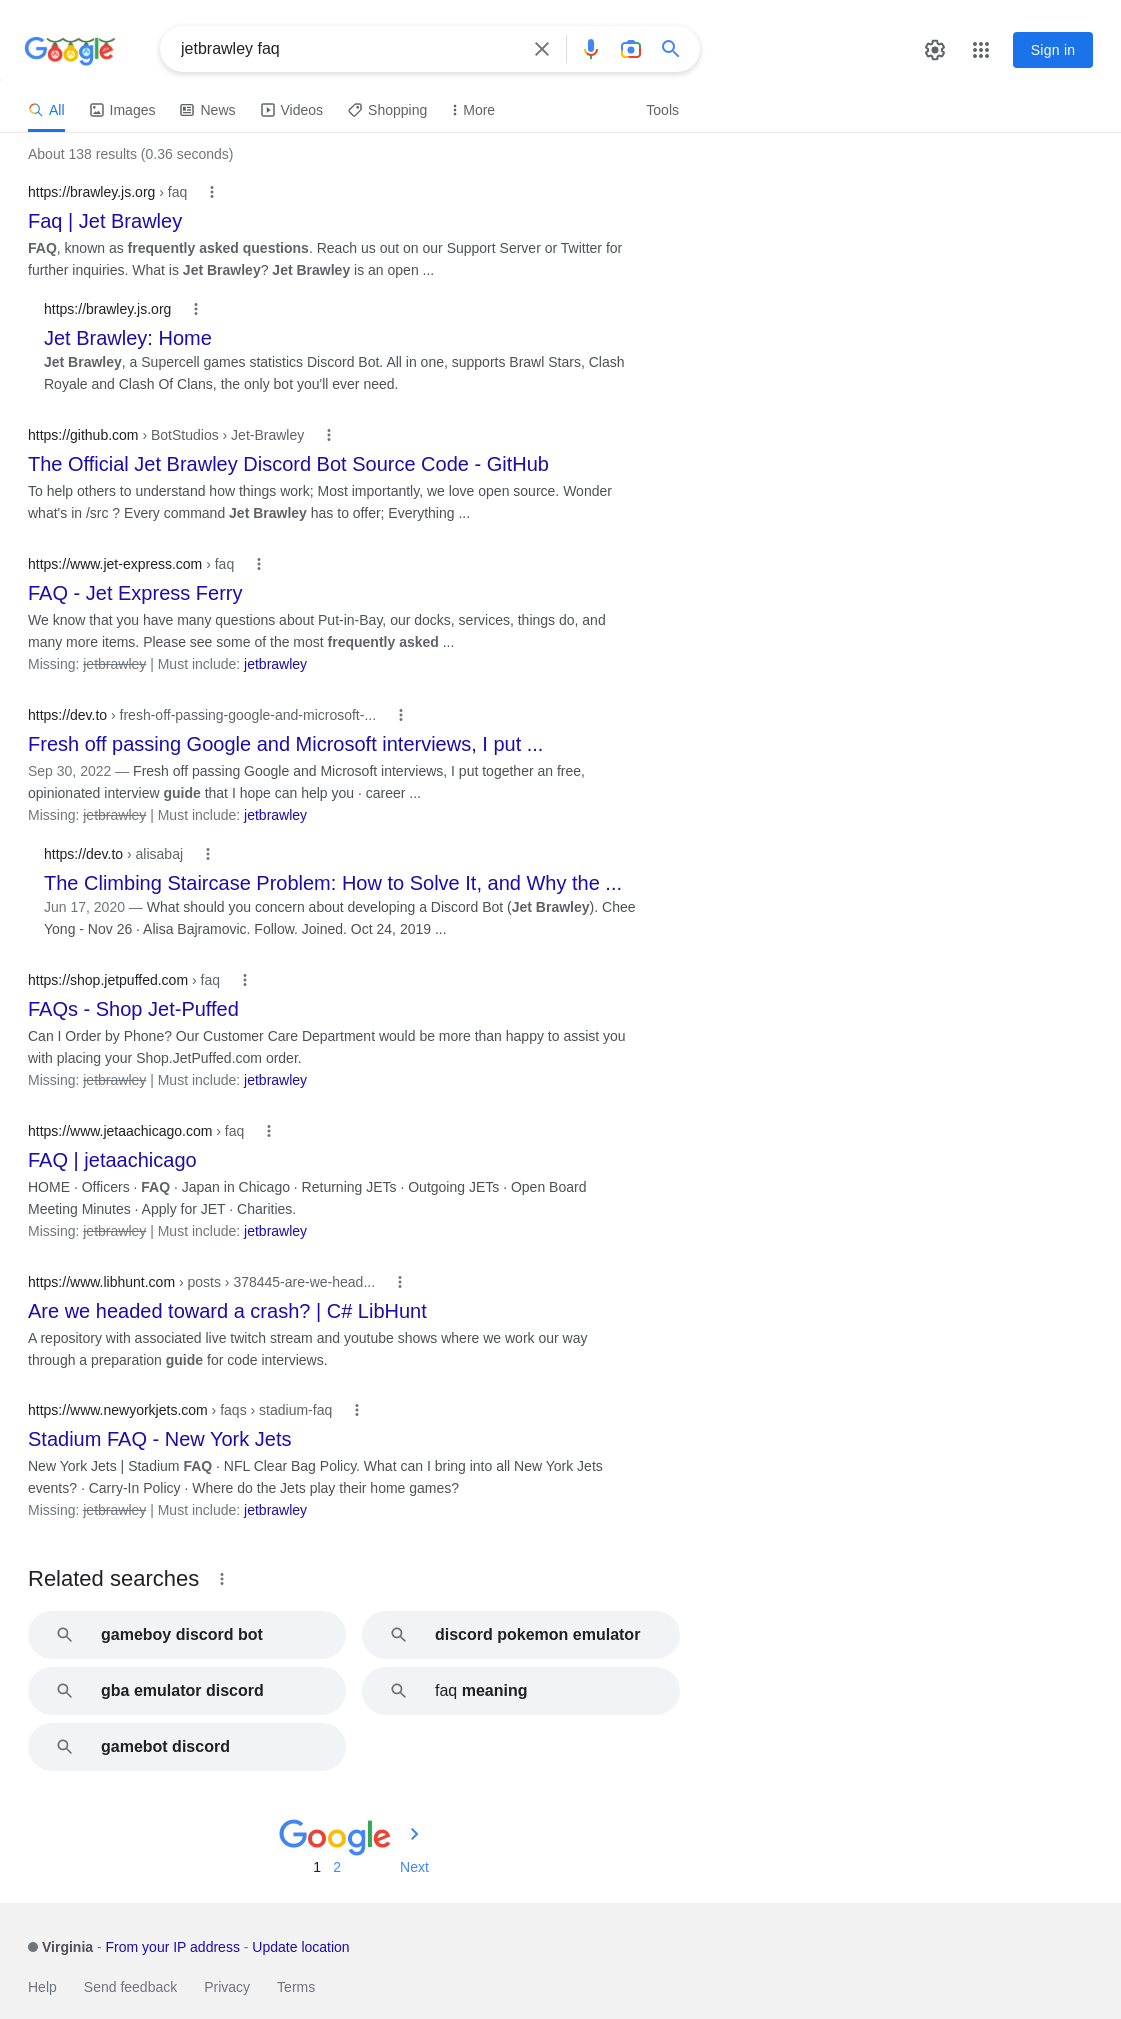 Google
jetbrawley faq
Sign in
All Images News Videos Shopping More Tools
About 138 results (0.36 seconds)
https://brawley.js.org › faq
Faq | Jet Brawley
FAQ, known as frequently asked questions. Reach us out on our Support Server or Twitter for
further inquiries. What is Jet Brawley? Jet Brawley is an open ...
https://brawley.js.org
Jet Brawley: Home
Jet Brawley, a Supercell games statistics Discord Bot. All in one, supports Brawl Stars, Clash
Royale and Clash Of Clans, the only bot you'll ever need.
https://github.com › BotStudios › Jet-Brawley
The Official Jet Brawley Discord Bot Source Code - GitHub
To help others to understand how things work; Most importantly, we love open source. Wonder
what's in /src ? Every command Jet Brawley has to offer; Everything ...
https://www.jet-express.com › faq
FAQ - Jet Express Ferry
We know that you have many questions about Put-in-Bay, our docks, services, things do, and
many more items. Please see some of the most frequently asked ...
Missing: jetbrawley | Must include: jetbrawley
https://dev.to › fresh-off-passing-google-and-microsoft-...
Fresh off passing Google and Microsoft interviews, I put ...
Sep 30, 2022 — Fresh off passing Google and Microsoft interviews, I put together an free,
opinionated interview guide that I hope can help you · career ...
Missing: jetbrawley | Must include: jetbrawley
https://dev.to › alisabaj
The Climbing Staircase Problem: How to Solve It, and Why the ...
Jun 17, 2020 — What should you concern about developing a Discord Bot (Jet Brawley). Chee
Yong - Nov 26 · Alisa Bajramovic. Follow. Joined. Oct 24, 2019 ...
https://shop.jetpuffed.com › faq
FAQs - Shop Jet-Puffed
Can I Order by Phone? Our Customer Care Department would be more than happy to assist you
with placing your Shop.JetPuffed.com order.
Missing: jetbrawley | Must include: jetbrawley
https://www.jetaachicago.com › faq
FAQ | jetaachicago
HOME · Officers · FAQ · Japan in Chicago · Returning JETs · Outgoing JETs · Open Board
Meeting Minutes · Apply for JET · Charities.
Missing: jetbrawley | Must include: jetbrawley
https://www.libhunt.com › posts › 378445-are-we-head...
Are we headed toward a crash? | C# LibHunt
A repository with associated live twitch stream and youtube shows where we work our way
through a preparation guide for code interviews.
https://www.newyorkjets.com › faqs › stadium-faq
Stadium FAQ - New York Jets
New York Jets | Stadium FAQ · NFL Clear Bag Policy. What can I bring into all New York Jets
events? · Carry-In Policy · Where do the Jets play their home games?
Missing: jetbrawley | Must include: jetbrawley
Related searches
gameboy discord bot
discord pokemon emulator
gba emulator discord
faq meaning
gamebot discord
Google
1 2 Next
Virginia - From your IP address - Update location
Help Send feedback Privacy Terms